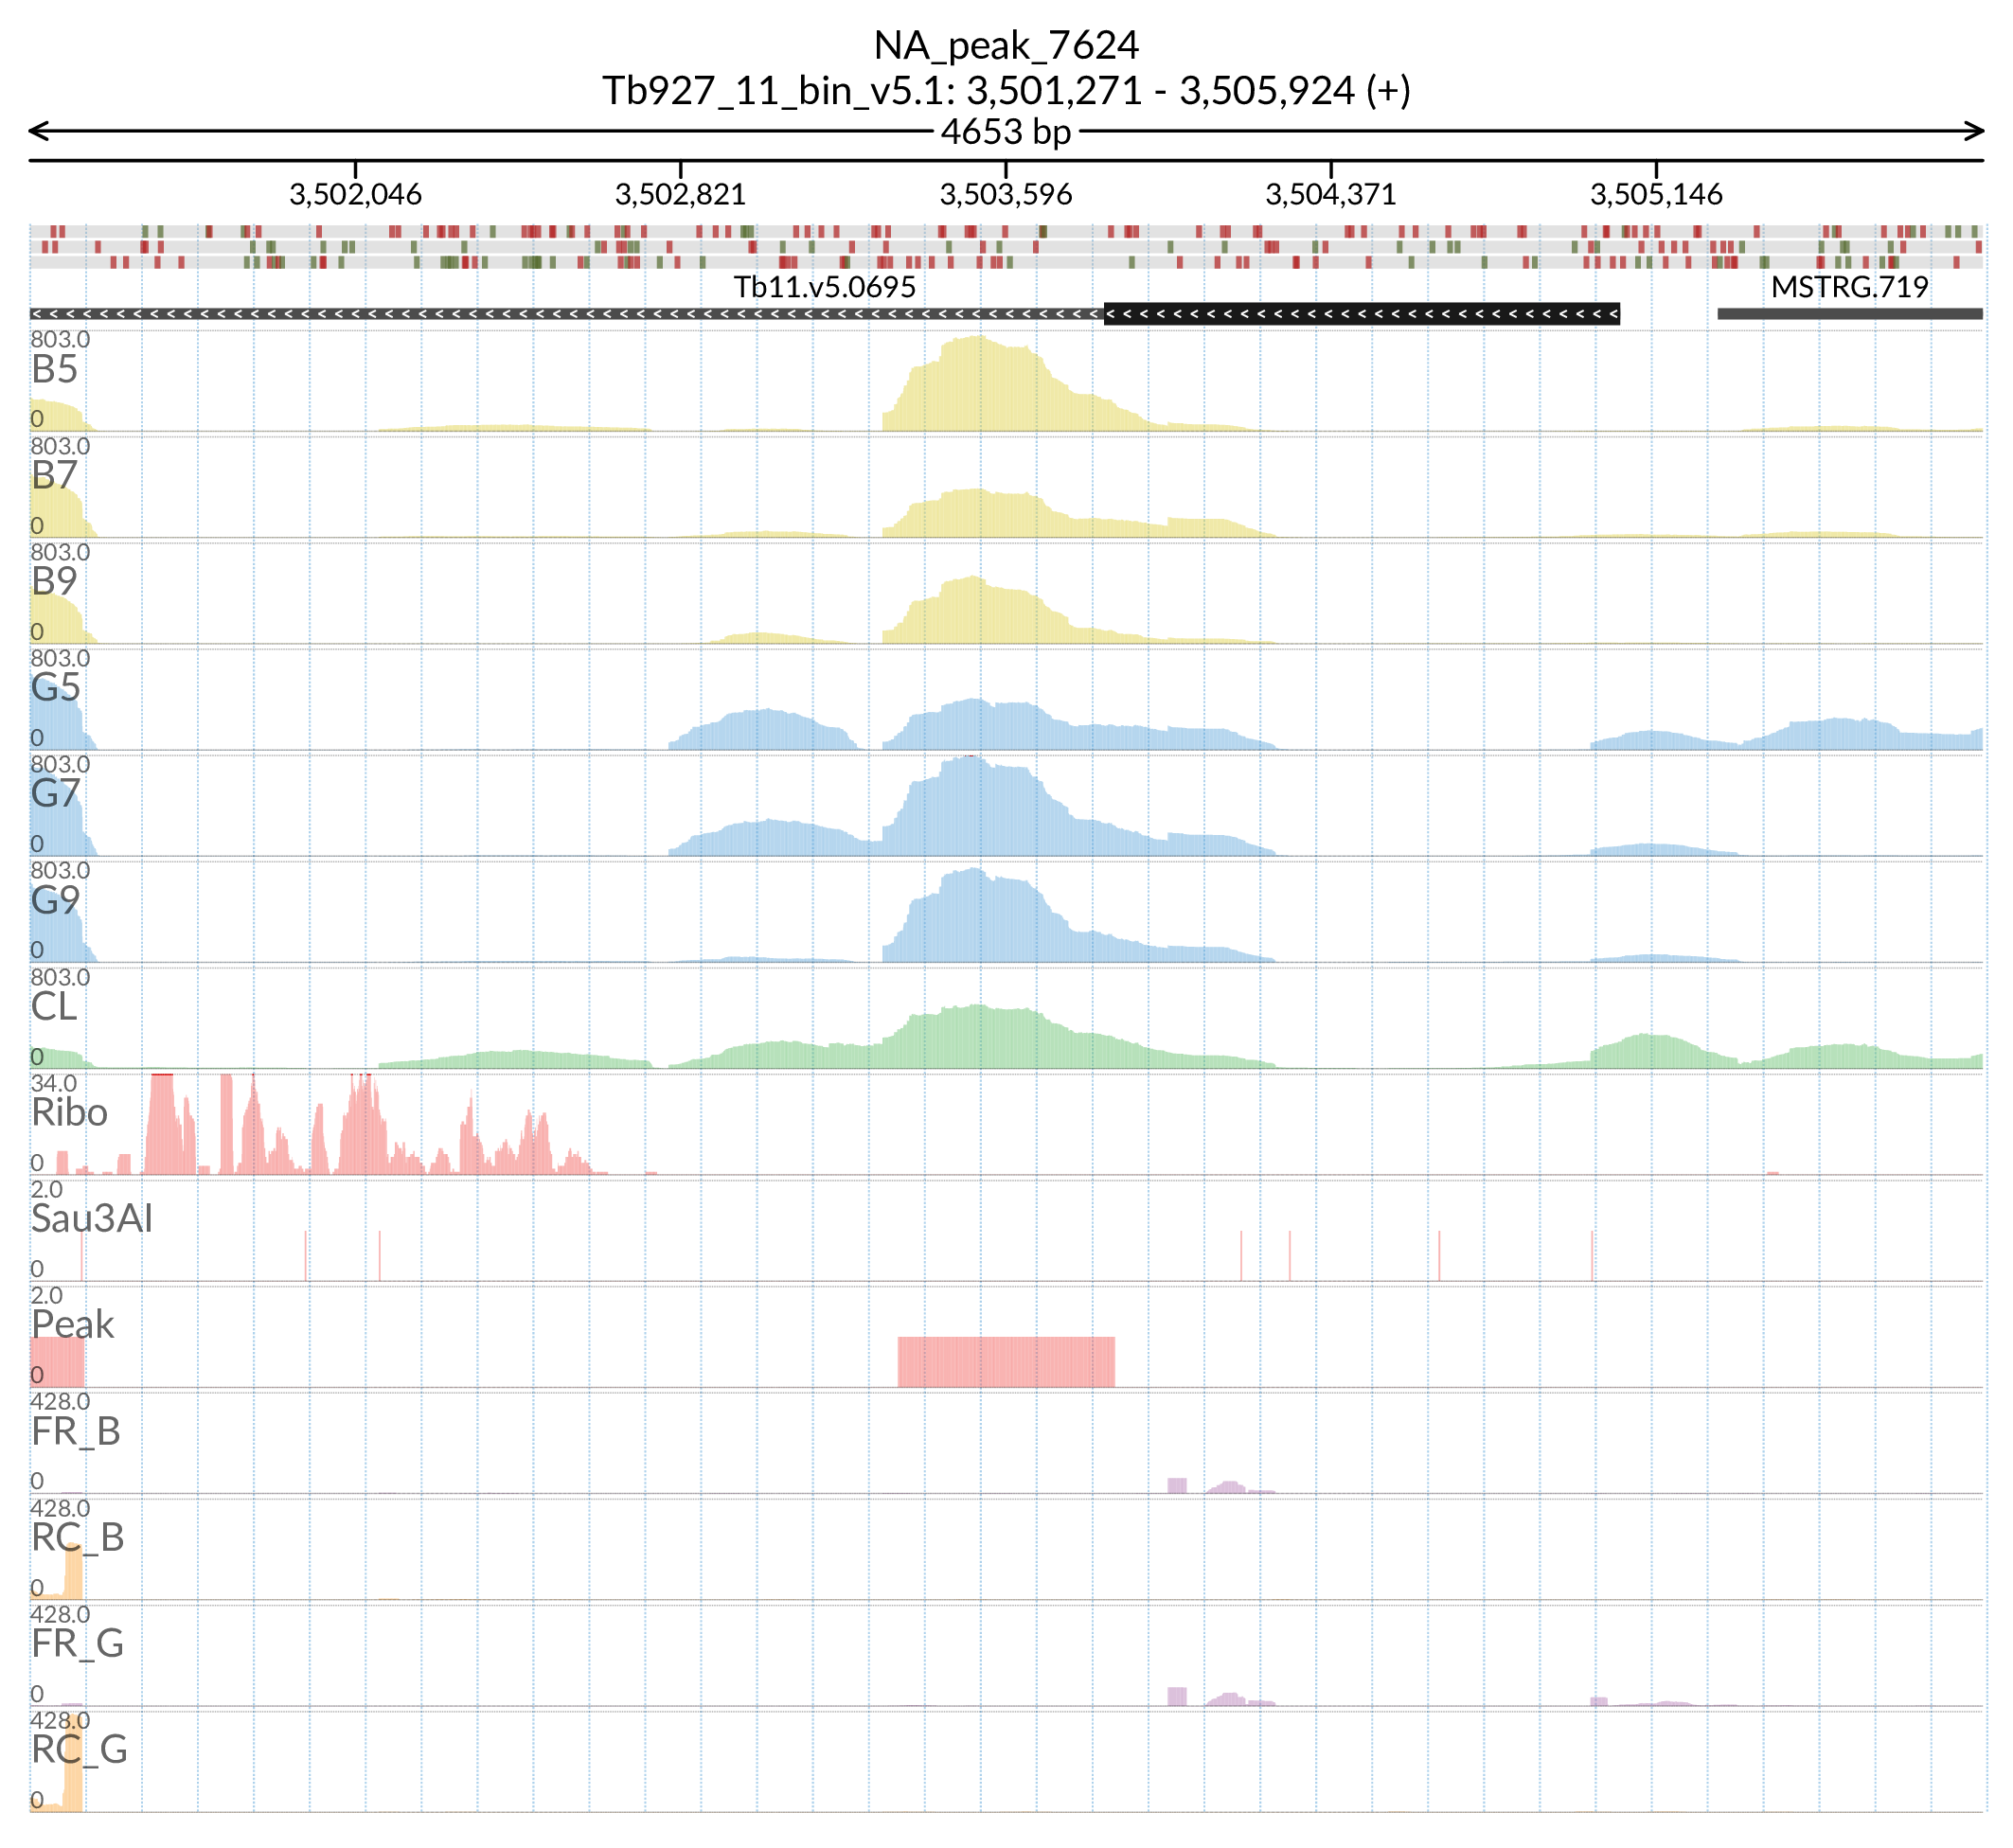 NA_peak_7624
Tb927_11_bin_v5.1: 3,501,271 - 3,505,924 (+)
4653 bp
3,502,046 3,502,821 3,503,596 3,504,371 3,505,146
Tb11.v5.0695 MSTRG.719
803.0
B5
0
803.0
B7
0
803.0
B9
0
803.0
G5
0
803.0
G7
0
803.0
G9
0
803.0
CL
0
34.0
Ribo
0
2.0
Sau3AI
0
2.0
Peak
0
428.0
FR_B
0
428.0
RC_B
0
428.0
FR_G
0
428.0
RC_G
0